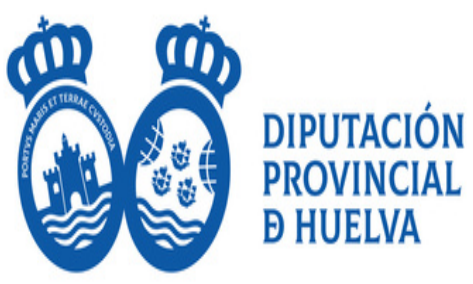 PORTVS MARIS ET TERRAE CVSTODIA
DIPUTACIÓN
PROVINCIAL
Đ HUELVA